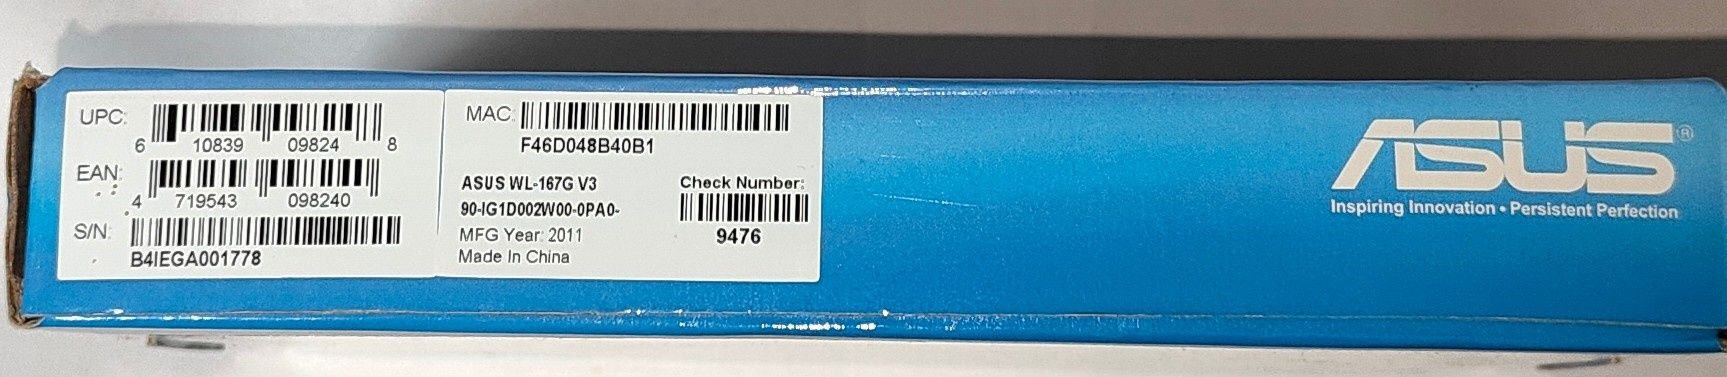 UPC:
6 10839 09824 8
EAN:
4 719543 098240
S/N:
B4IEGA001778
MAC:
F46D048B40B1
ASUS WL-167G V3
90-IG1D002W00-0PA0-
MFG Year: 2011
Made In China
Check Number:
9476
ASUS®
Inspiring Innovation • Persistent Perfection